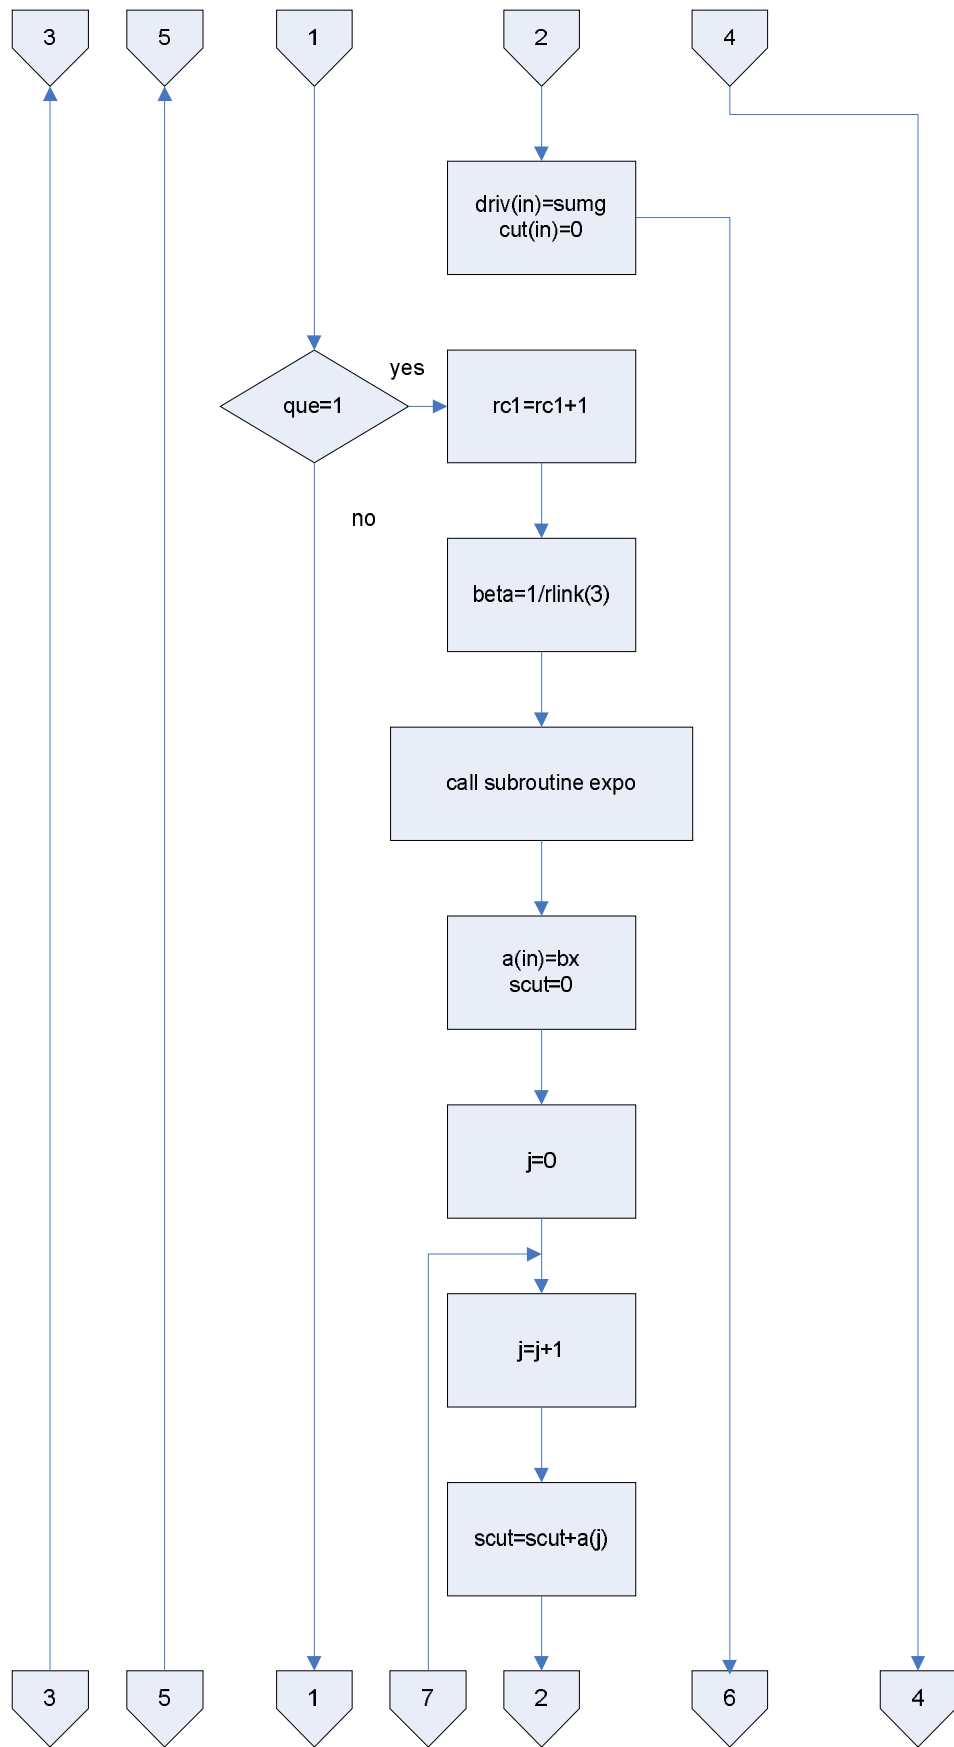 3
5
1
2
4
driv(in)=sumg
cut(in)=0
yes
que=1
rc1=rc1+1
no
beta=1/rlink(3)
call subroutine expo
a(in)=bx
scut=0
j=0
j=j+1
scut=scut+a(j)
3
5
1
7
2
6
4